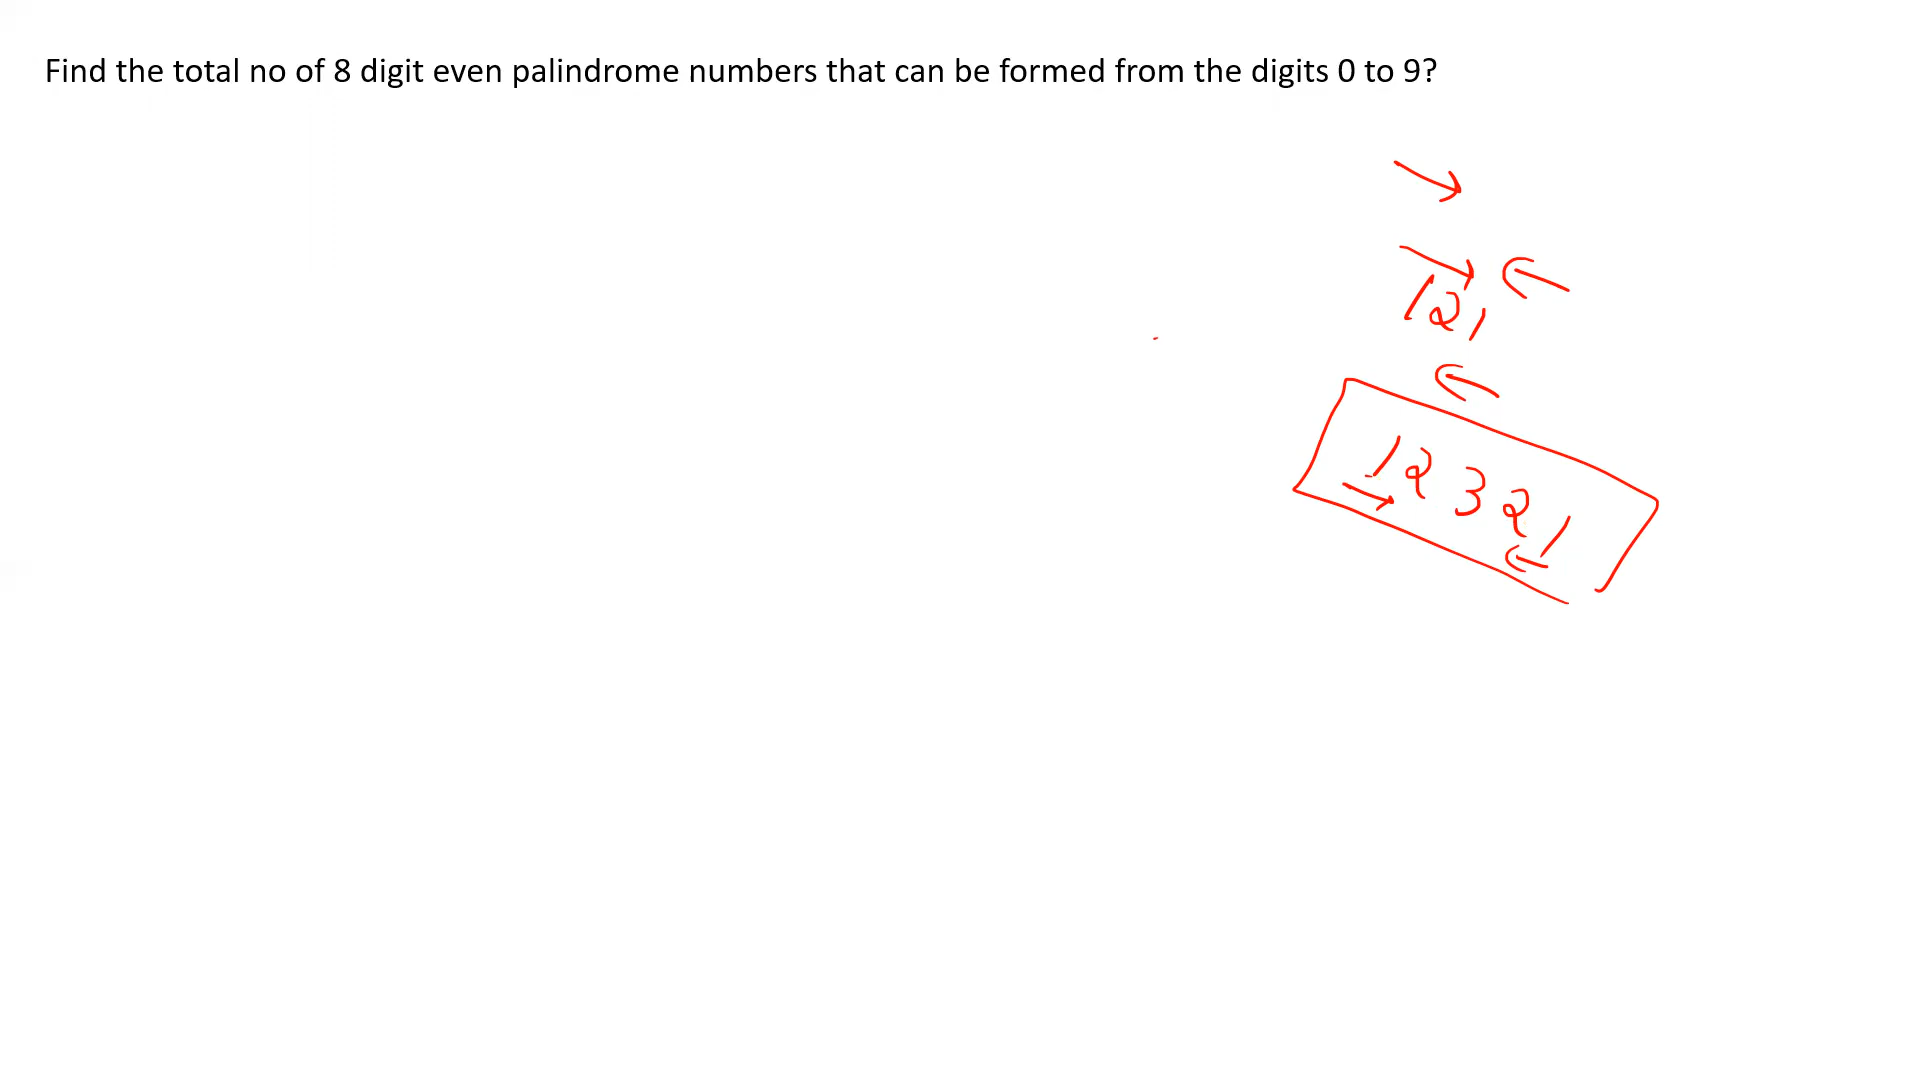 Find the total no of 8 digit even palindrome numbers that can be formed from the digits 0 to 9?
121
12321